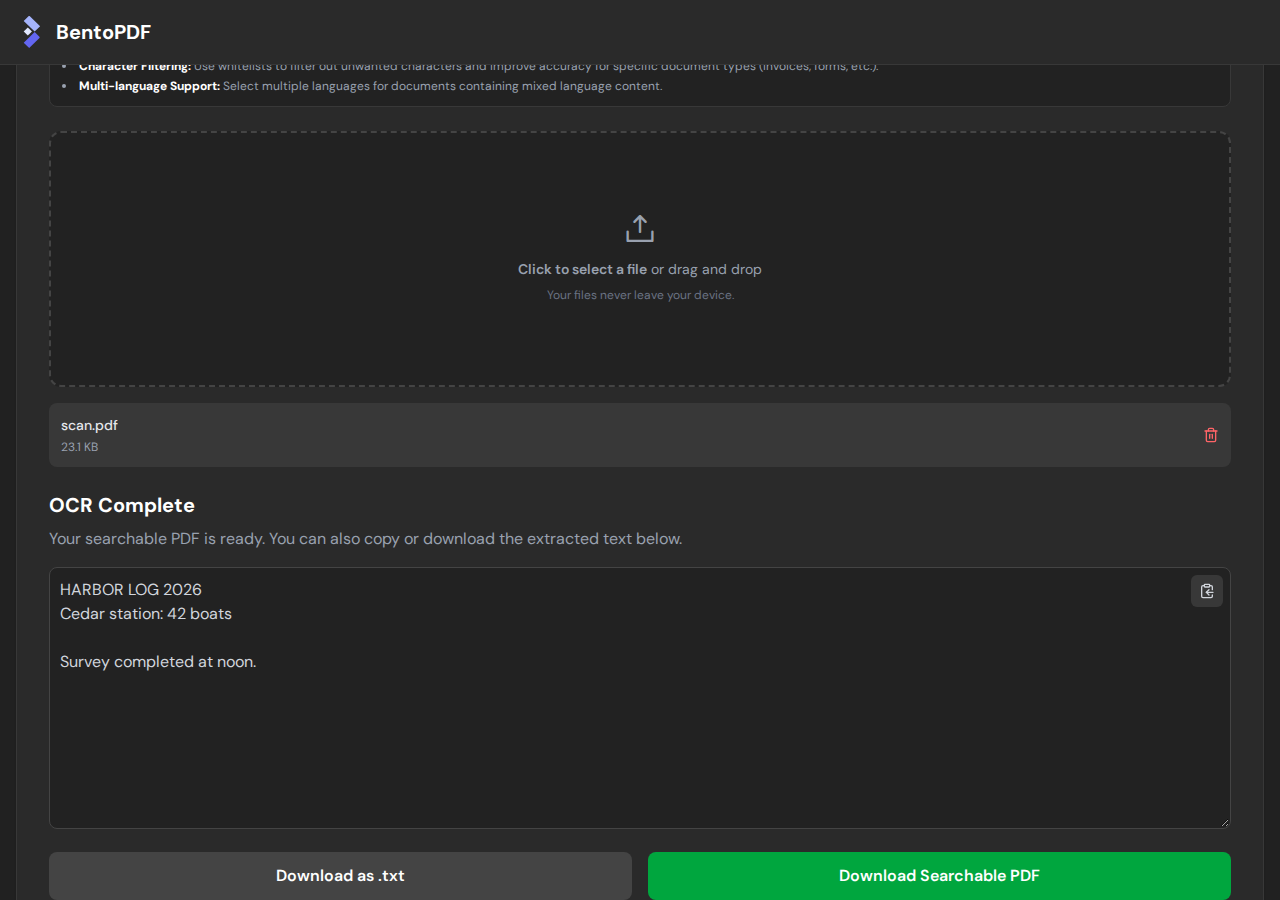 BentoPDF
Character Filtering: Use whitelists to filter out unwanted characters and improve accuracy for specific document types (invoices, forms, etc.).
Multi-language Support: Select multiple languages for documents containing mixed language content.
Click to select a file or drag and drop
Your files never leave your device.
scan.pdf
23.1 KB
OCR Complete
Your searchable PDF is ready. You can also copy or download the extracted text below.
HARBOR LOG 2026
Cedar station: 42 boats
Survey completed at noon.
Download as .txt
Download Searchable PDF